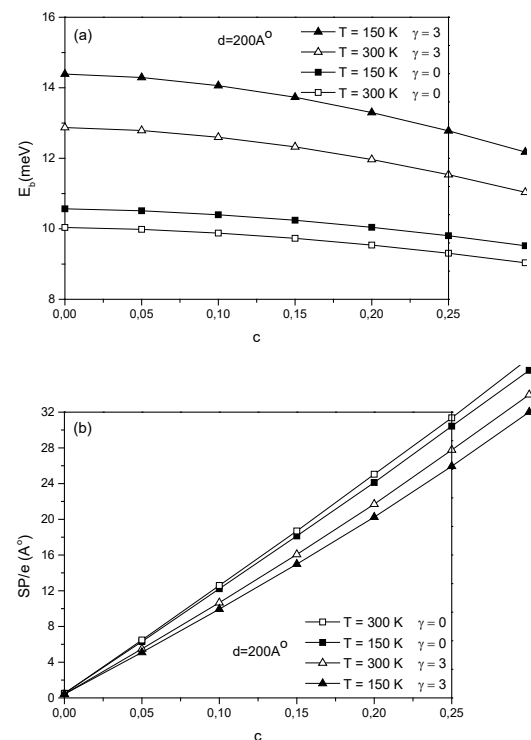 (a)
d=200Aº
T = 150 K γ = 3
T = 300 K γ = 3
T = 150 K γ = 0
T = 300 K γ = 0
16
14
12
10
8
E_b(meV)
0,00 0,05 0,10 0,15 0,20 0,25
c
(b)
32
28
24
20
16
12
8
4
0
SP/e (Aº)
T = 300 K γ = 0
T = 150 K γ = 0
T = 300 K γ = 3
T = 150 K γ = 3
d=200Aº
0,00 0,05 0,10 0,15 0,20 0,25
c